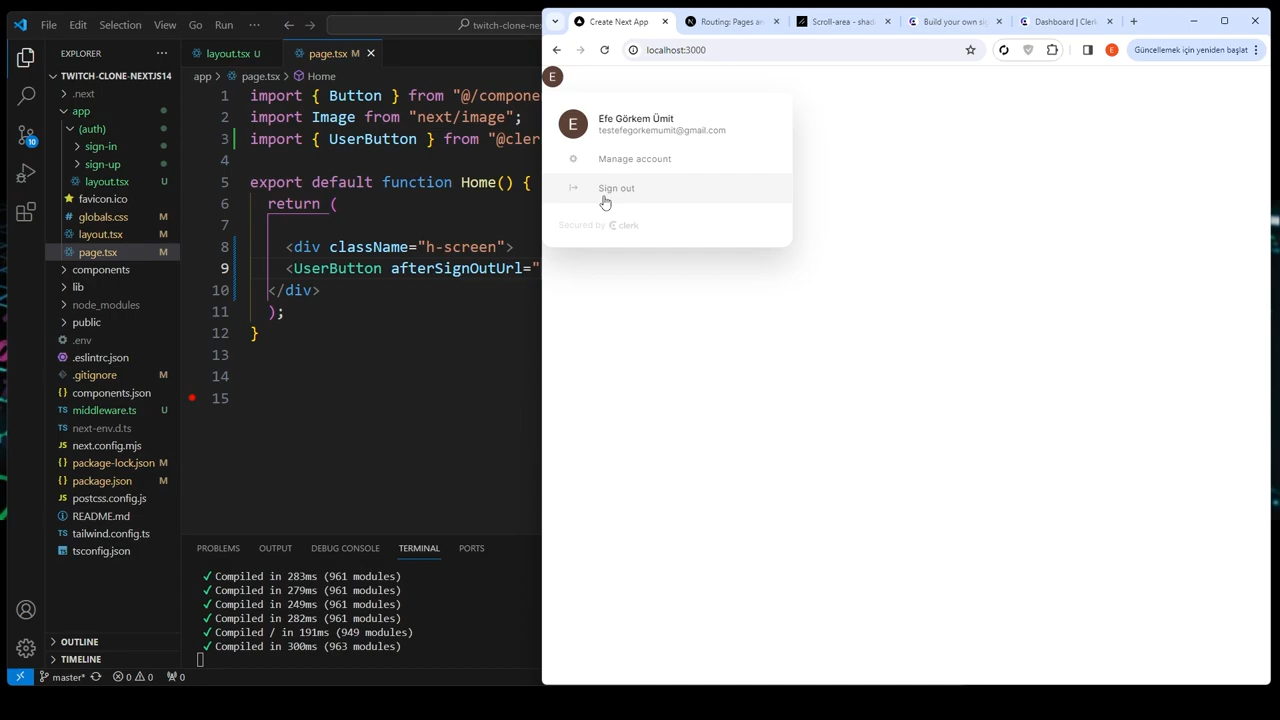 File Edit Selection View Go Run ···
twitch-clone-ne
EXPLORER ···
TWITCH-CLONE-NEXTJS14
.next
app
(auth)
sign-in
sign-up
layout.tsx U
favicon.ico
globals.css M
layout.tsx M
page.tsx M
components
lib
node_modules
public
.env
.eslintrc.json
.gitignore M
components.json
middleware.ts U
next-env.d.ts
next.config.mjs
package-lock.json M
package.json M
postcss.config.js
README.md
tailwind.config.ts
tsconfig.json
OUTLINE
TIMELINE
10
layout.tsx U
page.tsx M
app > page.tsx > Home
1 import { Button } from "@/compone
2 import Image from "next/image";
3 import { UserButton } from "@cler
4
5 export default function Home() {
6 return (
7
8 <div className="h-screen">
9 <UserButton afterSignOutUrl="
10 </div>
11 );
12 }
13
14
15
PROBLEMS OUTPUT DEBUG CONSOLE TERMINAL PORTS
✓ Compiled in 283ms (961 modules)
✓ Compiled in 279ms (961 modules)
✓ Compiled in 249ms (961 modules)
✓ Compiled in 282ms (961 modules)
✓ Compiled / in 191ms (949 modules)
✓ Compiled in 300ms (963 modules)
master* 0 0 0
Create Next App
Routing: Pages an
Scroll-area - shad
Build your own sig
Dashboard | Clerk
localhost:3000
E
Güncellemek için yeniden başlat
E
E
Efe Görkem Ümit
testefegorkemumit@gmail.com
Manage account
Sign out
Secured by clerk